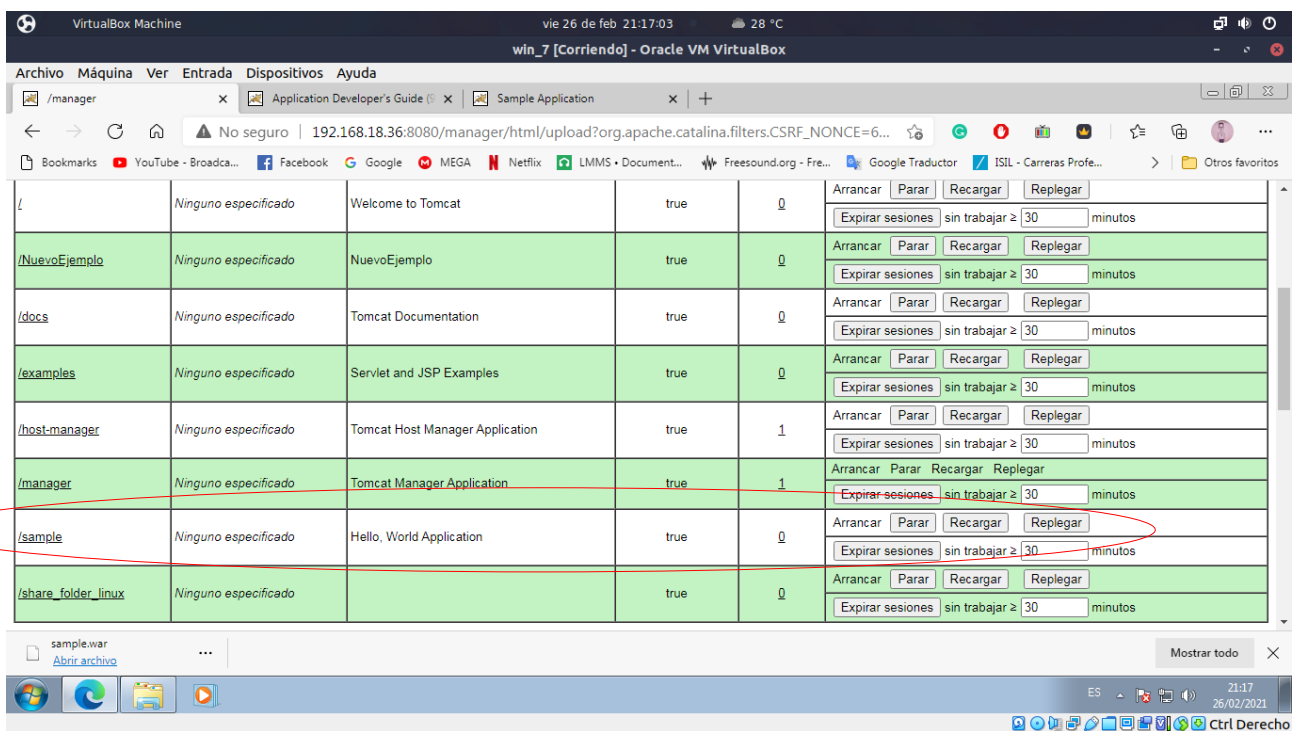 VirtualBox Machine vie 26 de feb 21:17:03 28 °C
win_7 [Corriendo] - Oracle VM VirtualBox
Archivo Máquina Ver Entrada Dispositivos Ayuda
/manager Application Developer's Guide (S Sample Application
No seguro 192.168.18.36:8080/manager/html/upload?org.apache.catalina.filters.CSRF_NONCE=6...
Bookmarks YouTube - Broadca... Facebook Google MEGA Netflix LMMS • Document... Freesound.org - Fre... Google Traductor ISIL - Carreras Profe... Otros favoritos
/ Ninguno especificado Welcome to Tomcat true 0 Arrancar Parar Recargar Replegar
Expirar sesiones sin trabajar ≥ 30 minutos
/NuevoEjemplo Ninguno especificado NuevoEjemplo true 0 Arrancar Parar Recargar Replegar
Expirar sesiones sin trabajar ≥ 30 minutos
/docs Ninguno especificado Tomcat Documentation true 0 Arrancar Parar Recargar Replegar
Expirar sesiones sin trabajar ≥ 30 minutos
/examples Ninguno especificado Servlet and JSP Examples true 0 Arrancar Parar Recargar Replegar
Expirar sesiones sin trabajar ≥ 30 minutos
/host-manager Ninguno especificado Tomcat Host Manager Application true 1 Arrancar Parar Recargar Replegar
Expirar sesiones sin trabajar ≥ 30 minutos
/manager Ninguno especificado Tomcat Manager Application true 1 Arrancar Parar Recargar Replegar
Expirar sesiones sin trabajar ≥ 30 minutos
/sample Ninguno especificado Hello, World Application true 0 Arrancar Parar Recargar Replegar
Expirar sesiones sin trabajar ≥ 30 minutos
/share_folder_linux Ninguno especificado true 0 Arrancar Parar Recargar Replegar
Expirar sesiones sin trabajar ≥ 30 minutos
sample.war
Abrir archivo ... Mostrar todo
ES 21:17
26/02/2021
Ctrl Derecho